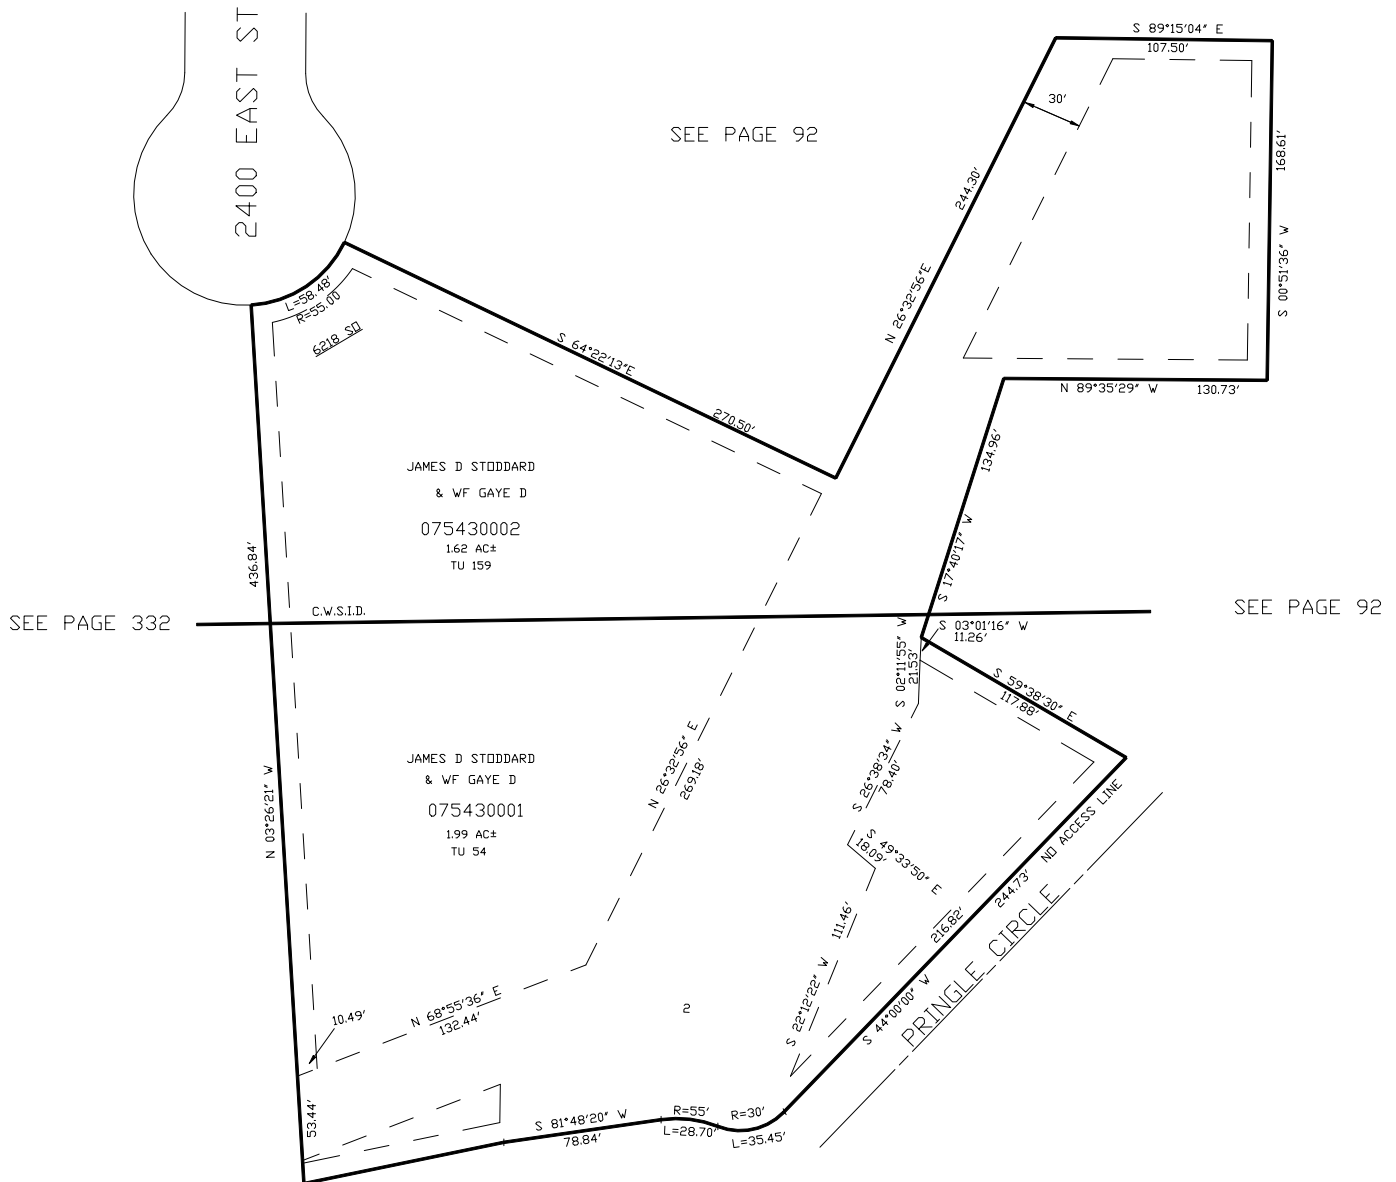 2400 EAST ST
S 89°15'04" E
107.50'
30'
SEE PAGE 92
168.61'
244.30'
S 00°51'36" W
N 26°32'56"E
L=58.48'
R=55.00
6218 SQ
S 64°22'13"E
270.50'
N 89°35'29" W
130.73'
134.96'
JAMES D STODDARD
& WF GAYE D
075430002
1.62 AC±
TU 159
436.84'
S 17°40'17" W
SEE PAGE 332
C.W.S.I.D.
SEE PAGE 92
S 03°01'16" W
11.26'
S 02°11'55" W
21.53'
S 59°38'30" E
117.88'
N 26°32'56" E
269.18'
S 26°38'34" W
78.40'
JAMES D STODDARD
& WF GAYE D
075430001
1.99 AC±
TU 54
N 03°26'21" W
S 49°33'50" E
18.09'
NO ACCESS LINE
244.73'
216.82'
111.46'
S 22°12'22" W
S 44°00'00" W
PRINGLE CIRCLE
N 68°55'36" E
132.44'
10.49'
2
53.44'
S 81°48'20" W
78.84'
R=55'
L=28.70'
R=30'
L=35.45'